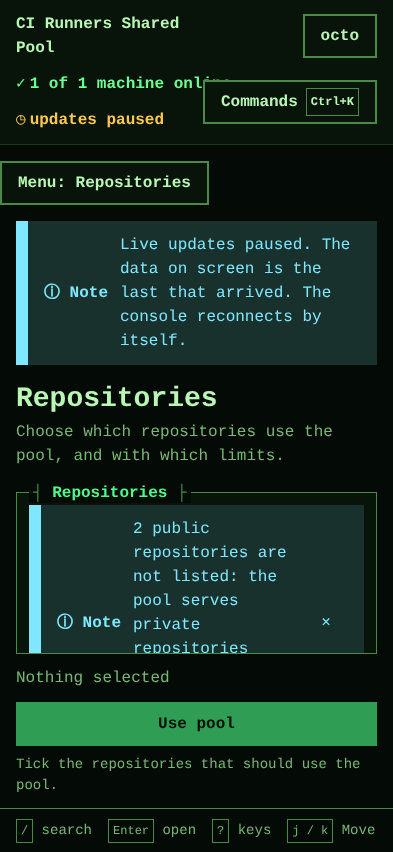 CI Runners Shared
Pool
octo
✓ 1 of 1 machine online
Commands Ctrl+K
◷ updates paused
Menu: Repositories
Live updates paused. The
data on screen is the
ⓘ Note last that arrived. The
console reconnects by
itself.
Repositories
Choose which repositories use the
pool, and with which limits.
Repositories
2 public
repositories are
not listed: the
pool serves
ⓘ Note private ×
repositories
Nothing selected
Use pool
Tick the repositories that should use the
pool.
/ search Enter open ? keys j / k Move